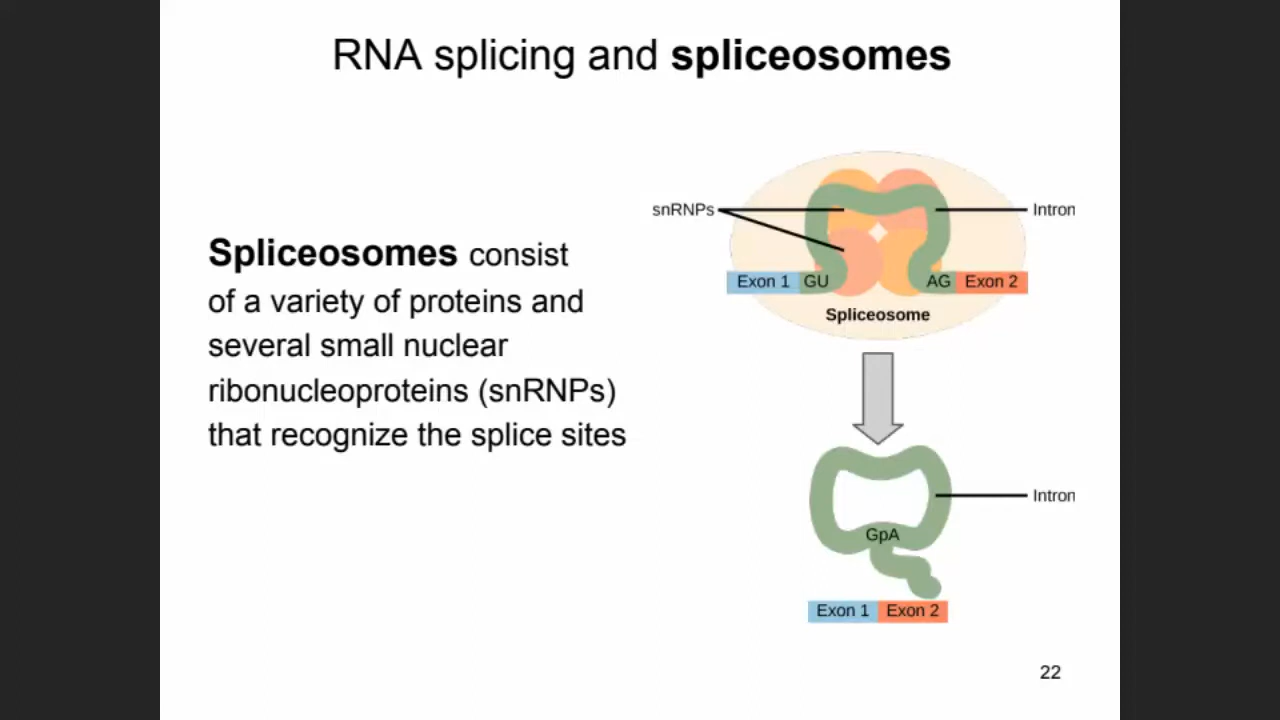 RNA splicing and spliceosomes
Spliceosomes consist
of a variety of proteins and
several small nuclear
ribonucleoproteins (snRNPs)
that recognize the splice sites
snRNPs
Intron
Exon 1 GU
AG Exon 2
Spliceosome
Intron
GpA
Exon 1 Exon 2
22